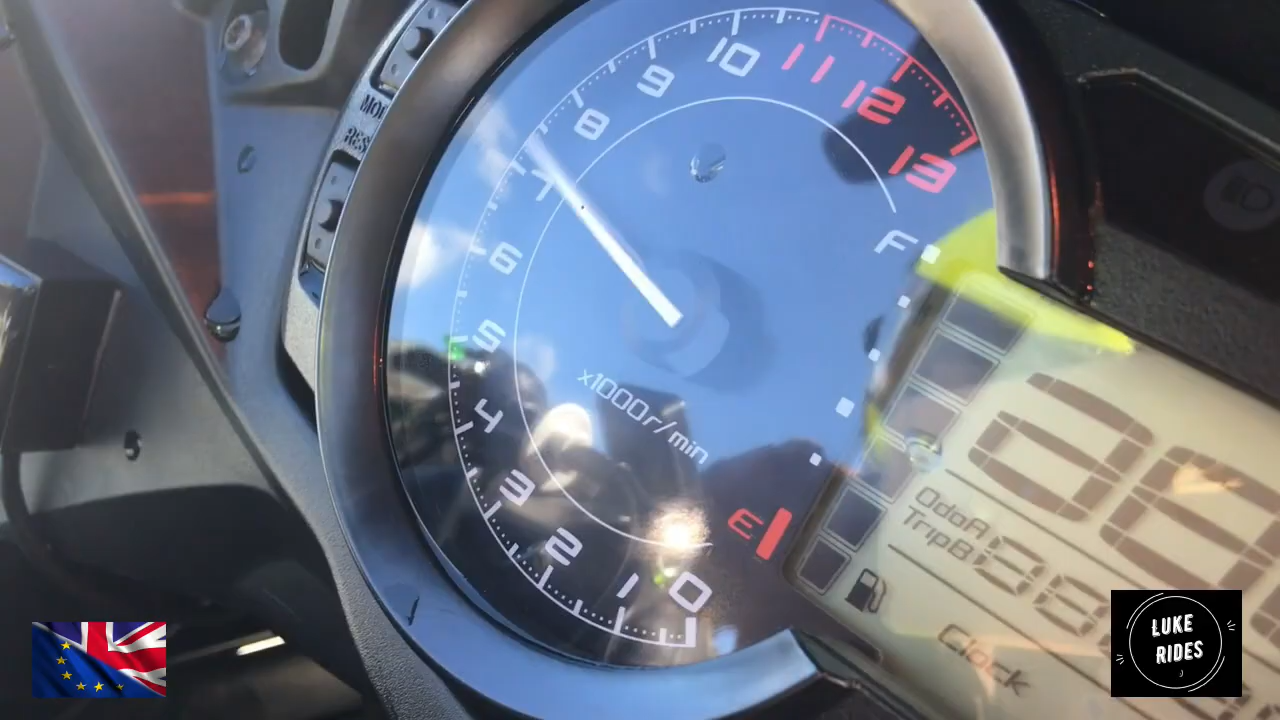 MOD
RES
0
1
2
3
4
5
6
7
8
9
10
11
12
13
F
E
x1000r/min
OdoA
TripB
Clock
LUKE
RIDES